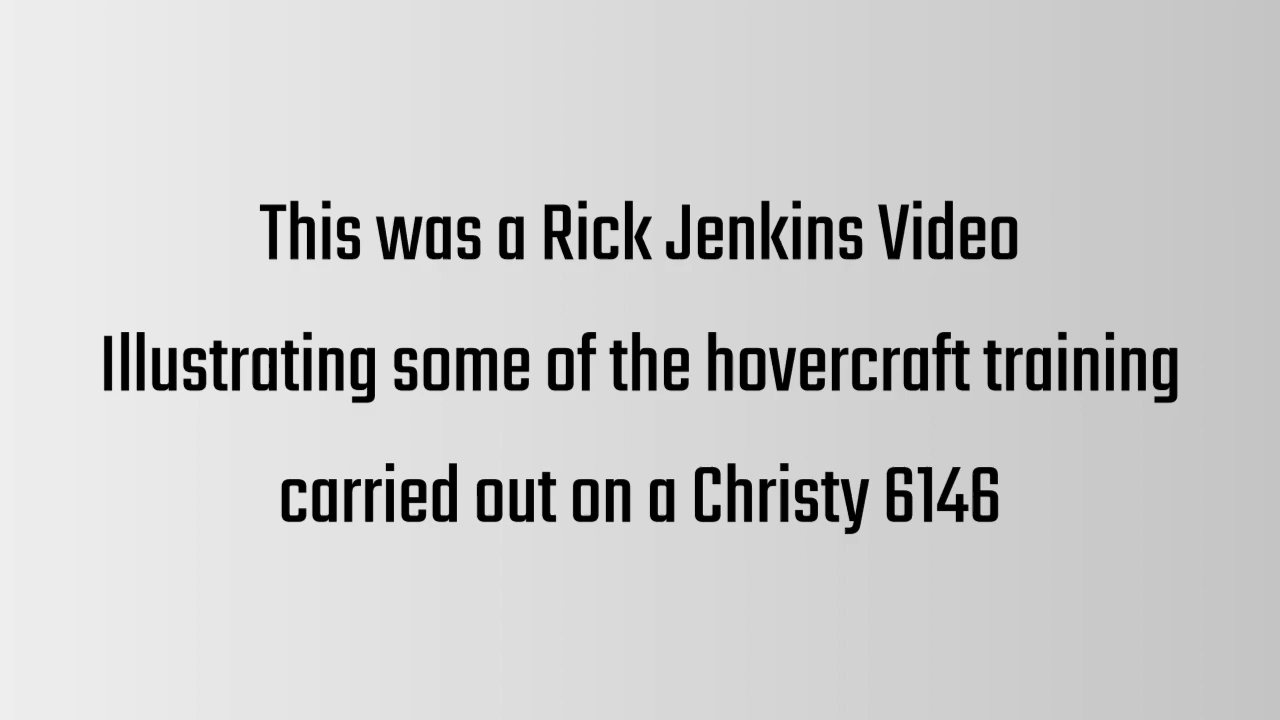 This was a Rick Jenkins Video
Illustrating some of the hovercraft training
carried out on a Christy 6146